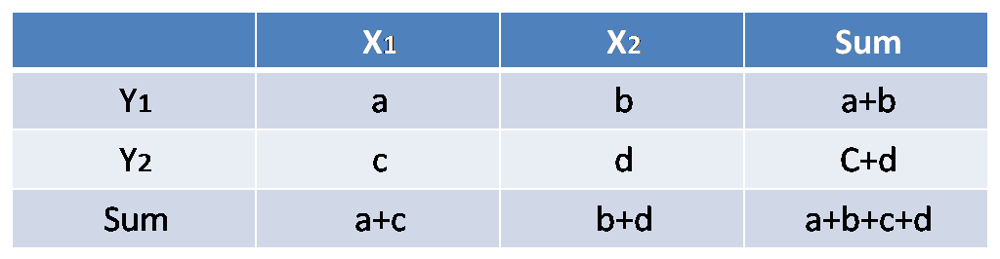 X1 X2 Sum
Y1 a b a+b
Y2 c d C+d
Sum a+c b+d a+b+c+d